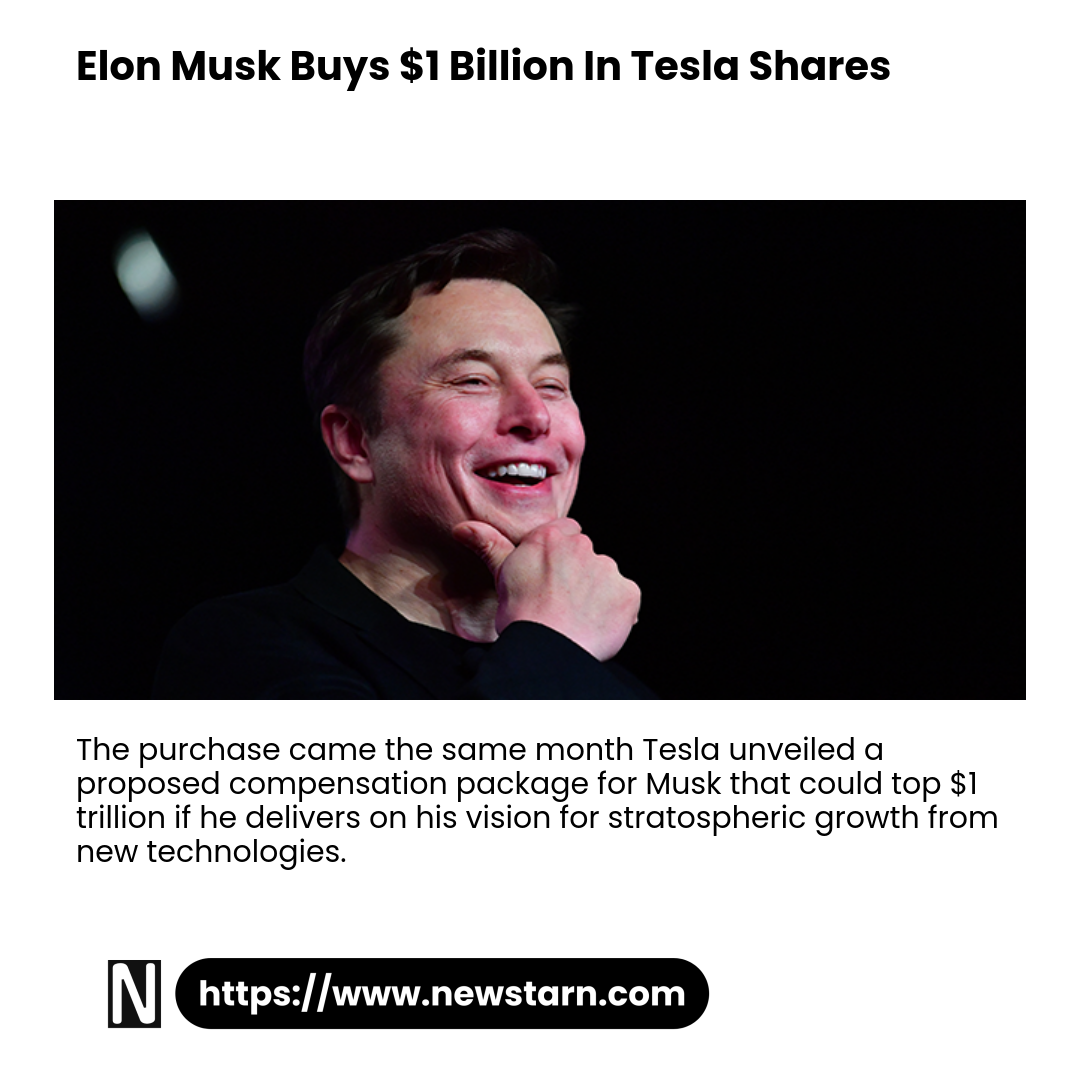 Elon Musk Buys $1 Billion In Tesla Shares
The purchase came the same month Tesla unveiled a
proposed compensation package for Musk that could top $1
trillion if he delivers on his vision for stratospheric growth from
new technologies.
N https://www.newstarn.com